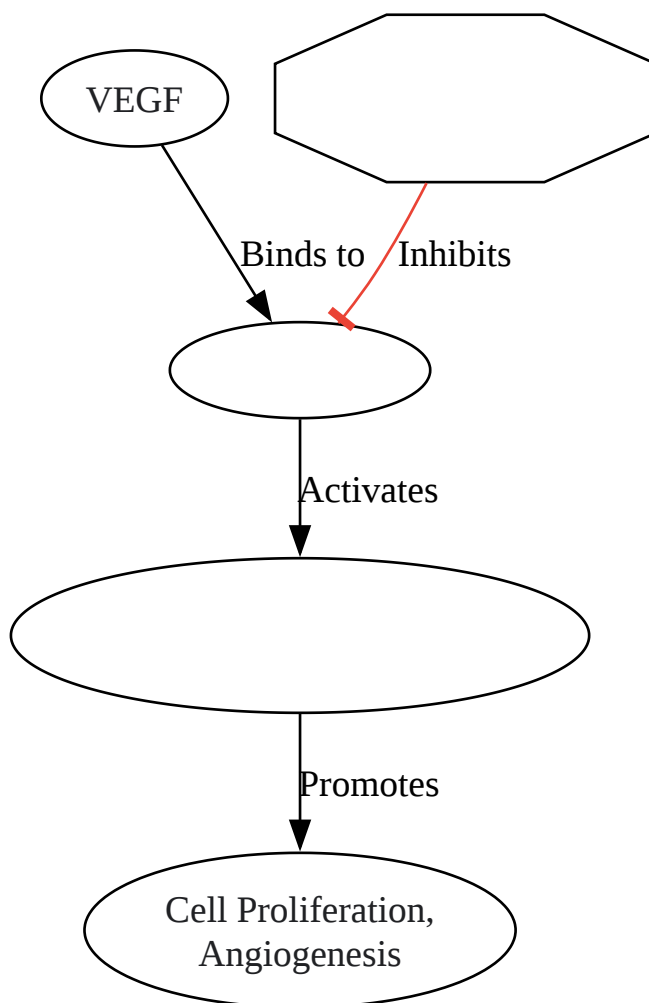 VEGF
Binds to
Inhibits
Activates
Promotes
Cell Proliferation,
Angiogenesis